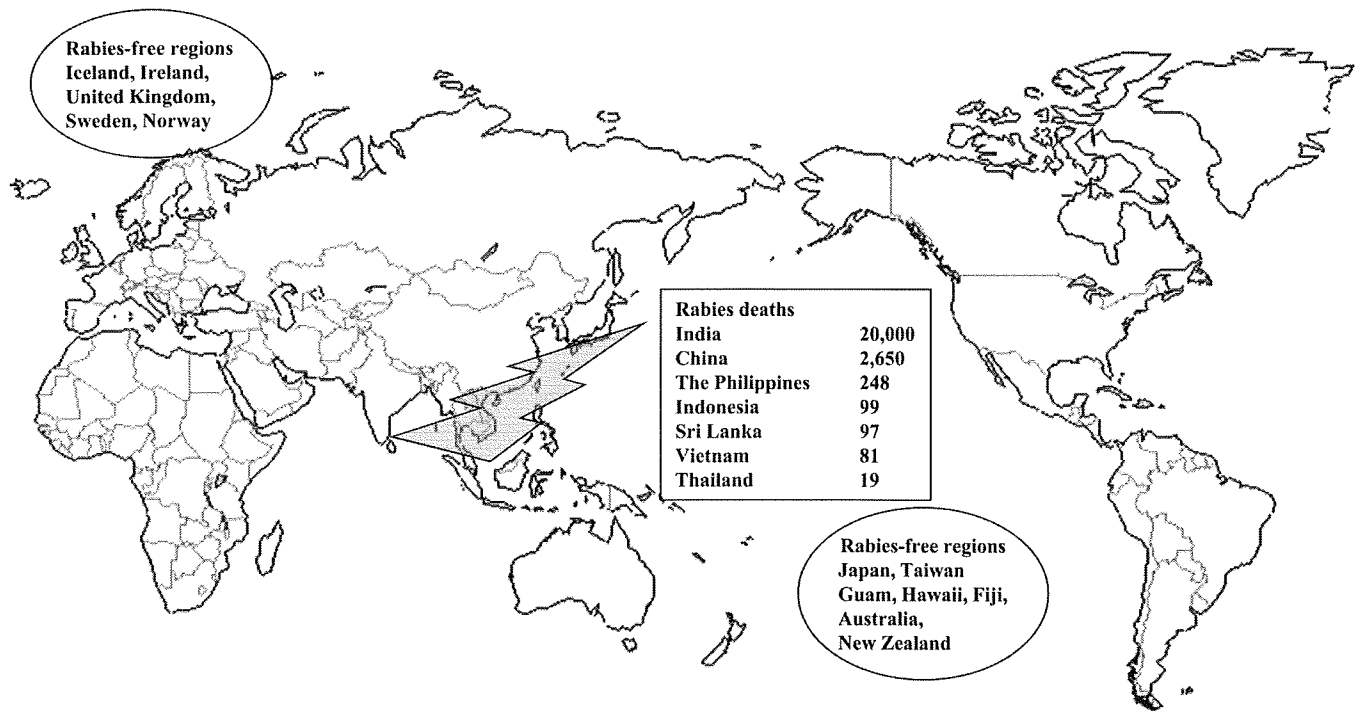 Rabies-free regions
Iceland, Ireland,
United Kingdom,
Sweden, Norway
Rabies deaths
India 20,000
China 2,650
The Philippines 248
Indonesia 99
Sri Lanka 97
Vietnam 81
Thailand 19
Rabies-free regions
Japan, Taiwan
Guam, Hawaii, Fiji,
Australia,
New Zealand